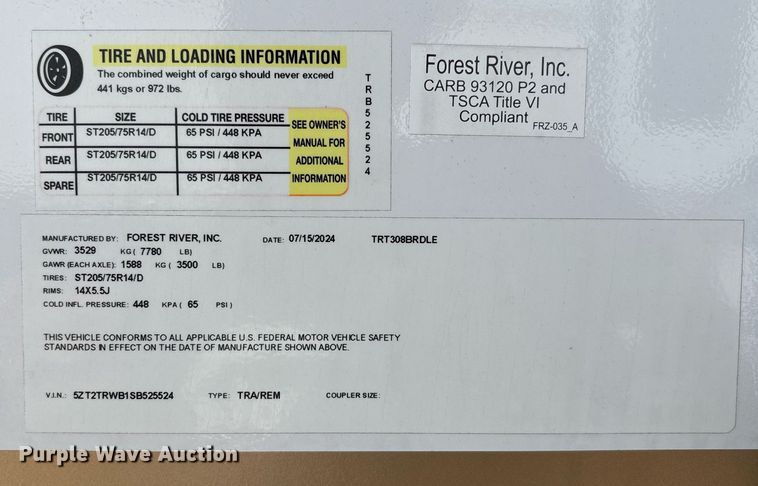 TIRE AND LOADING INFORMATION
The combined weight of cargo should never exceed
441 kgs or 972 lbs.
TIRE SIZE COLD TIRE PRESSURE
FRONT ST205/75R14/D 65 PSI / 448 KPA
REAR ST205/75R14/D 65 PSI / 448 KPA
SPARE ST205/75R14/D 65 PSI / 448 KPA
SEE OWNER'S
MANUAL FOR
ADDITIONAL
INFORMATION
TRB525524
Forest River, Inc.
CARB 93120 P2 and
TSCA Title VI
Compliant
FRZ-035_A
MANUFACTURED BY: FOREST RIVER, INC. DATE: 07/15/2024 TRT308BRDLE
GVWR: 3529 KG ( 7780 LB)
GAWR (EACH AXLE): 1588 KG ( 3500 LB)
TIRES: ST205/75R14/D
RIMS: 14X5.5J
COLD INFL. PRESSURE: 448 KPA ( 65 PSI )
THIS VEHICLE CONFORMS TO ALL APPLICABLE U.S. FEDERAL MOTOR VEHICLE SAFETY
STANDARDS IN EFFECT ON THE DATE OF MANUFACTURE SHOWN ABOVE.
V.I.N.: 5ZT2TRWB1SB525524 TYPE: TRA/REM COUPLER SIZE:
Purple Wave Auction